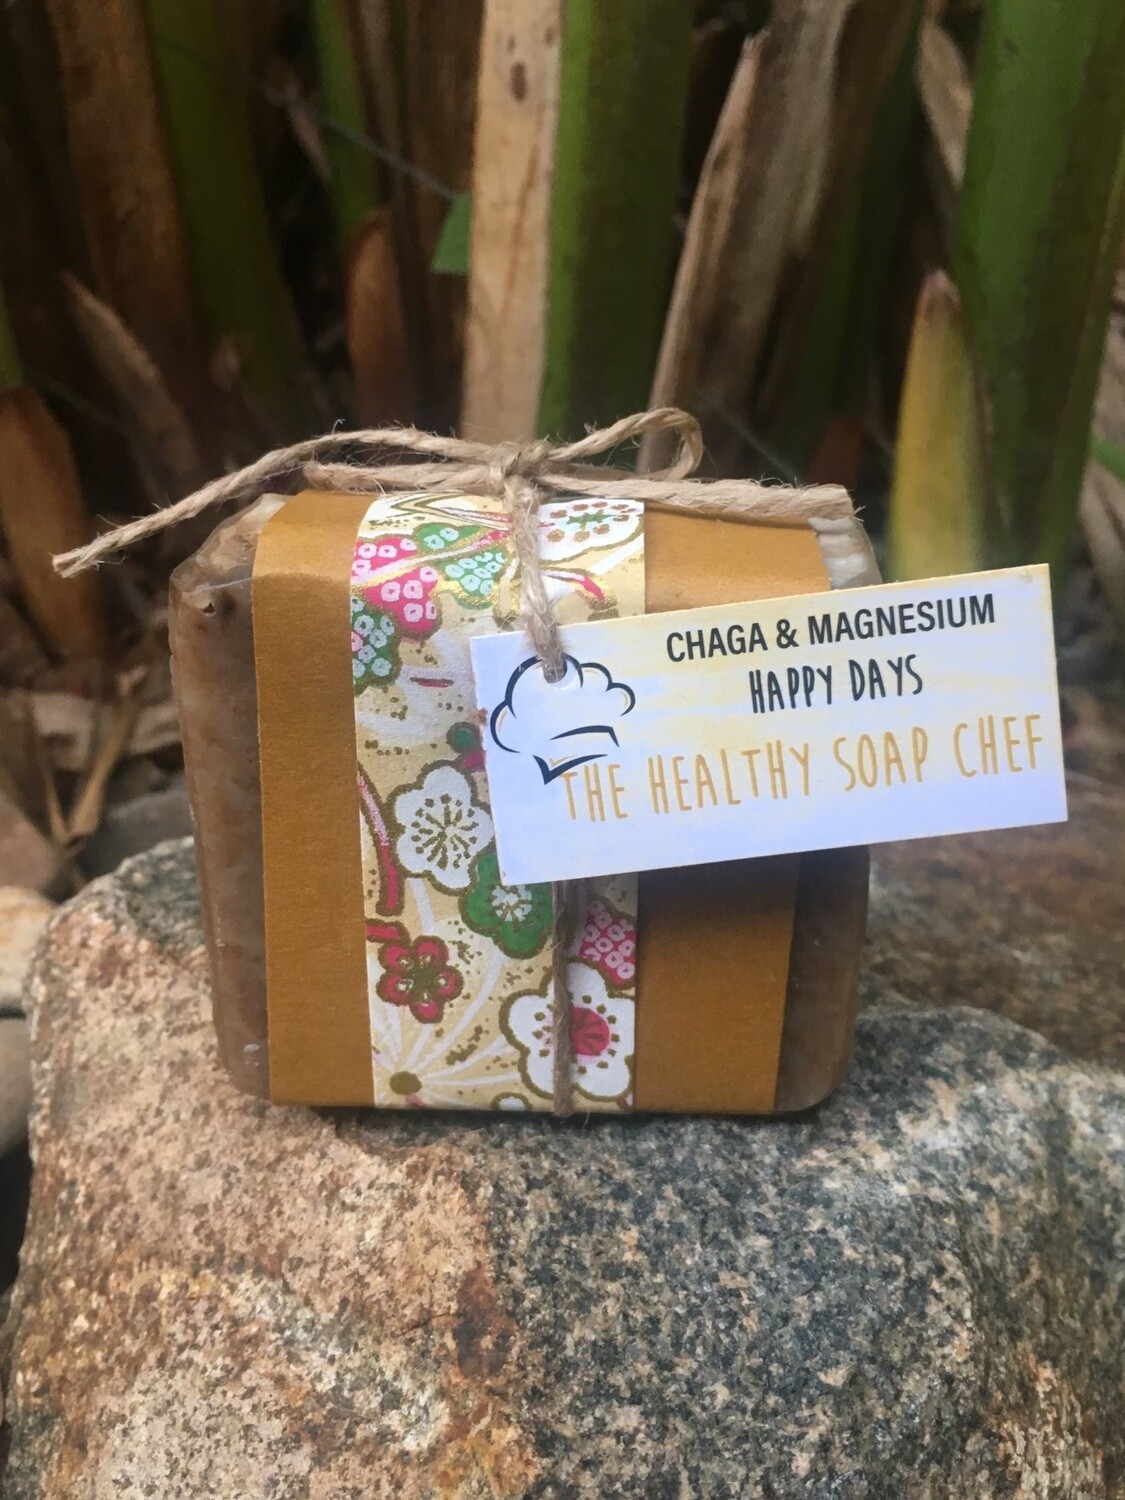 CHAGA & MAGNESIUM
HAPPY DAYS
THE HEALTHY SOAP CHEF